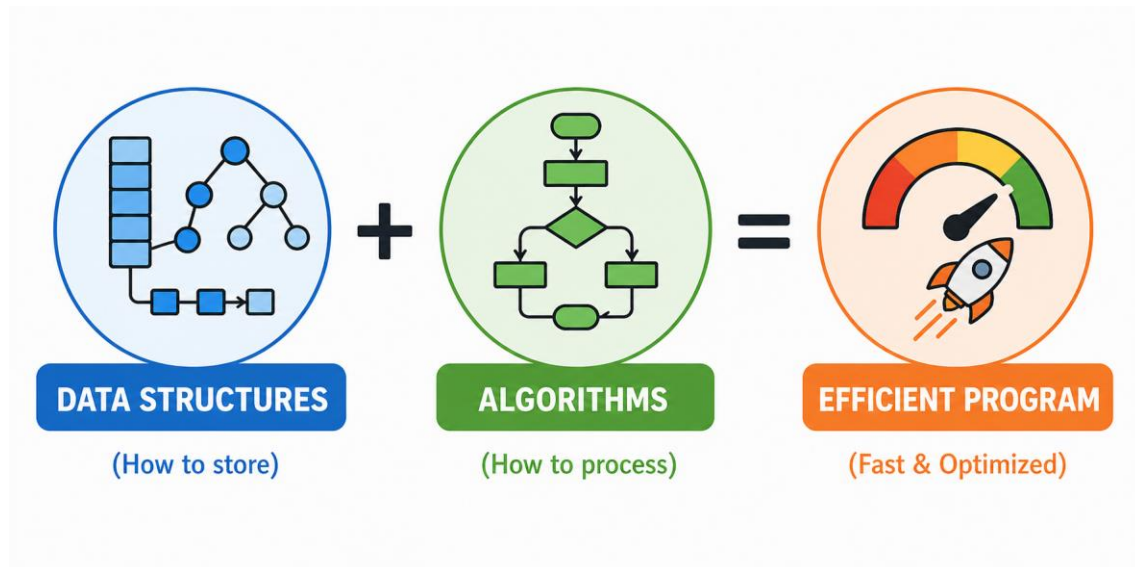 +
=
DATA STRUCTURES
ALGORITHMS
EFFICIENT PROGRAM
(How to store)
(How to process)
(Fast & Optimized)